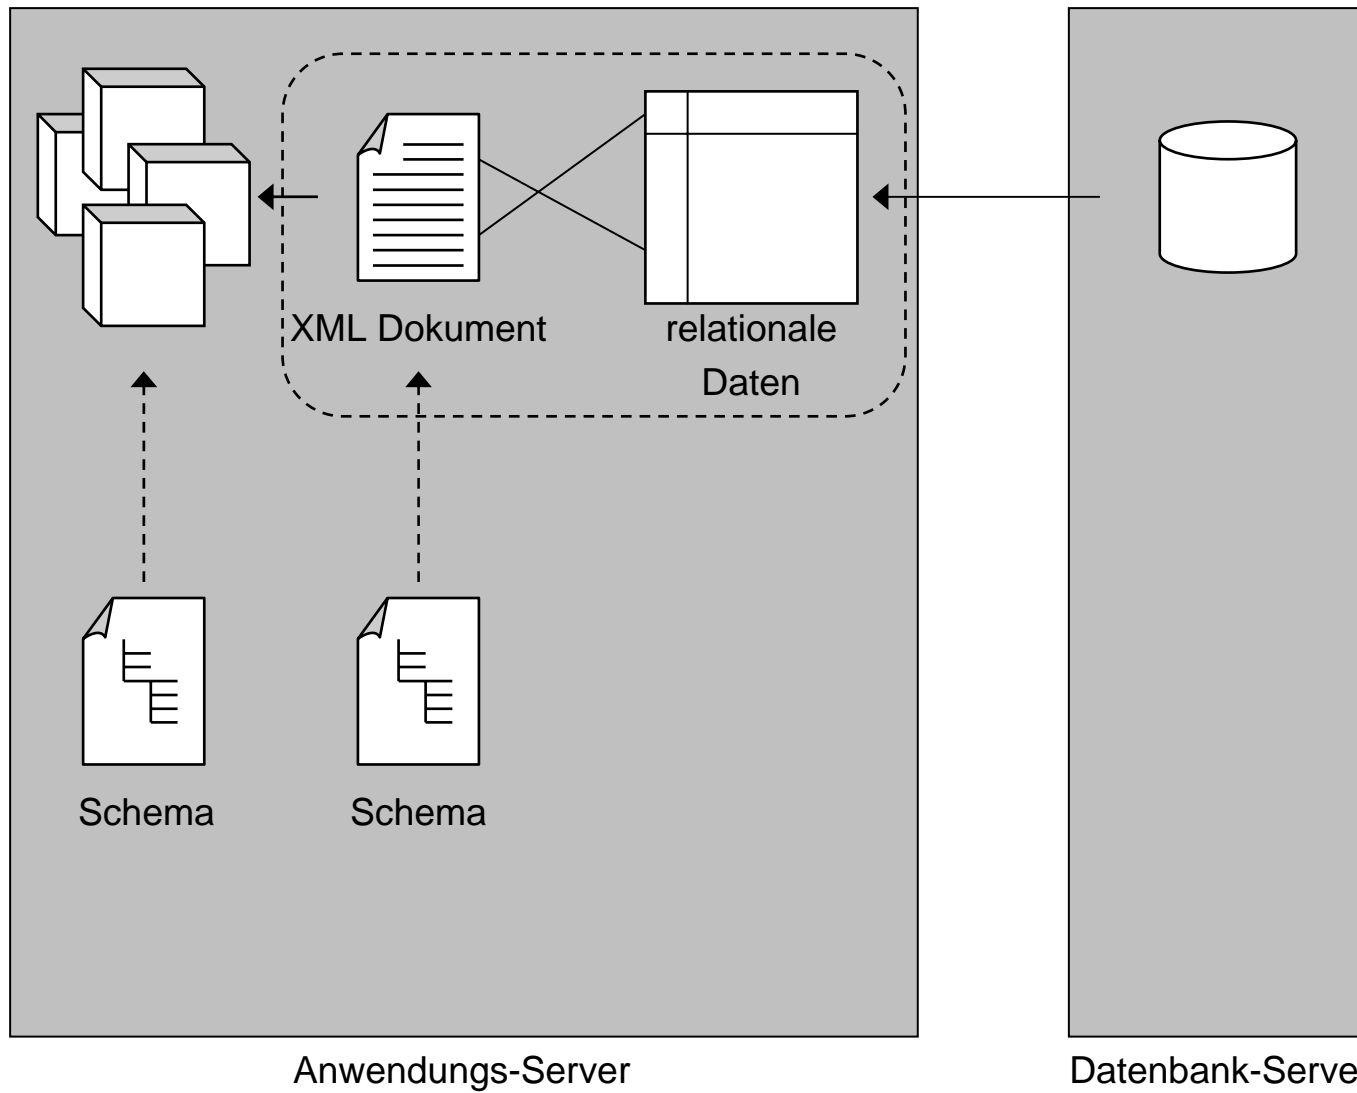 XML Dokument
relationale
Daten
Schema
Schema
Anwendungs-Server
Datenbank-Serve